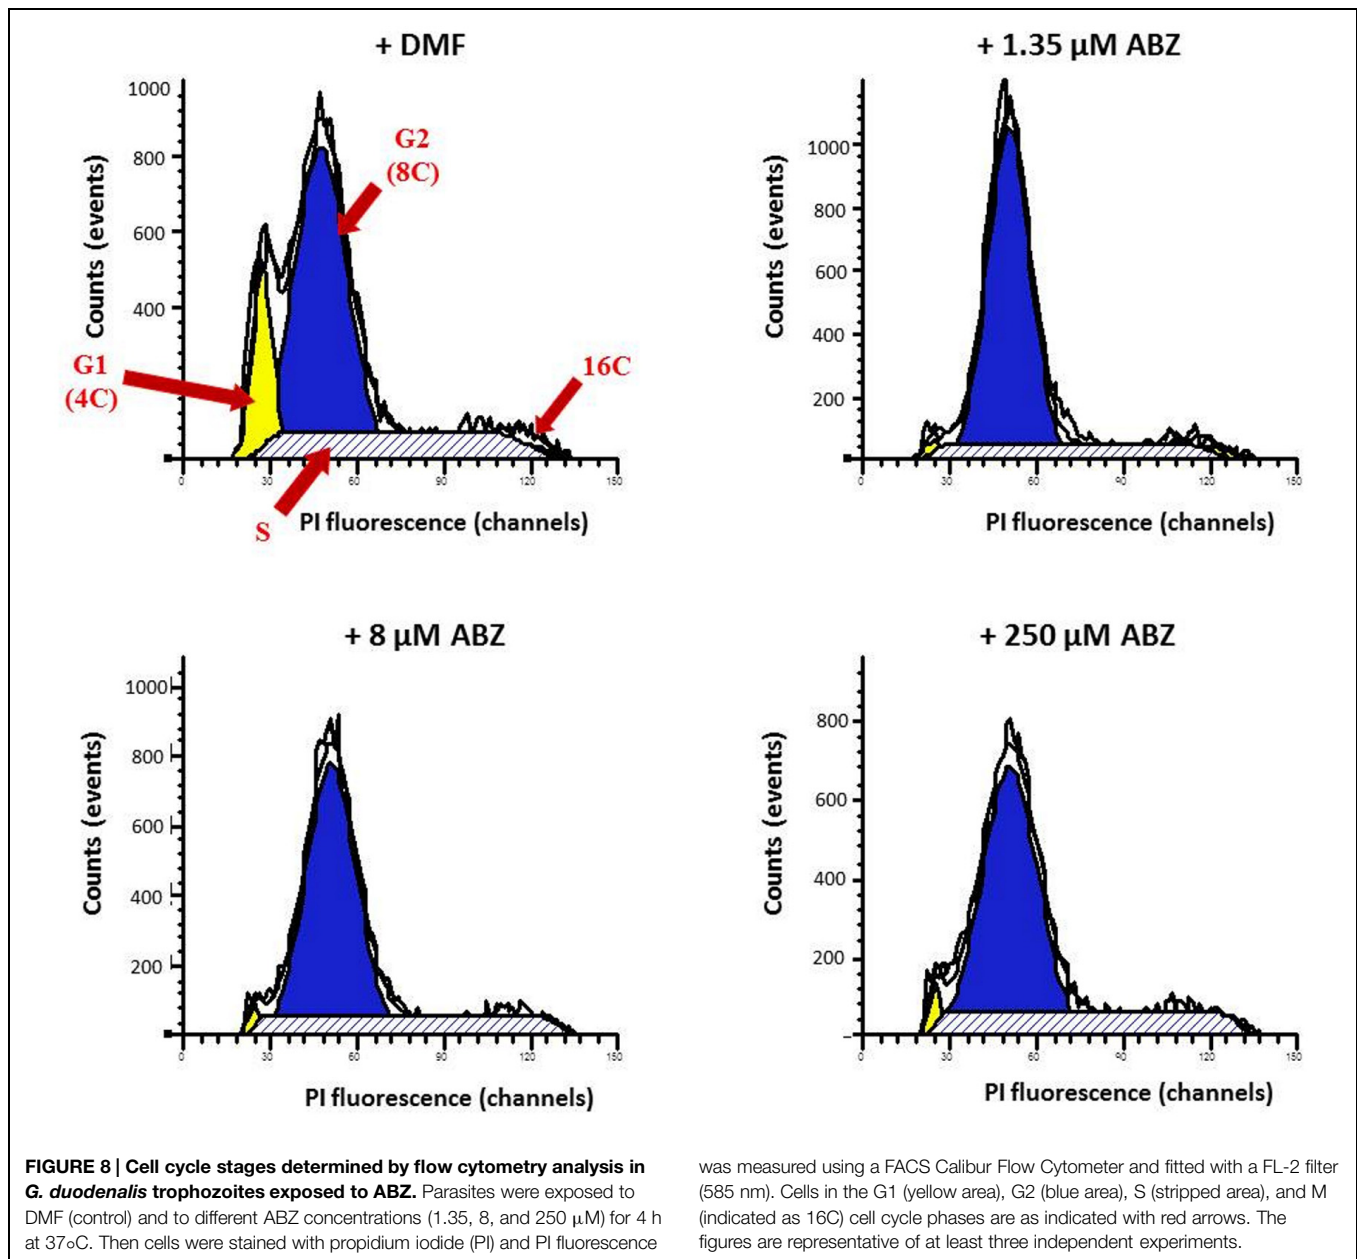 + DMF
1000
800
600
400
Counts (events)
G2
(8C)
G1
(4C)
16C
S
0 30 60 90 120 150
PI fluorescence (channels)
+ 1.35 µM ABZ
1000
800
600
400
200
Counts (events)
0 30 60 90 120 150
PI fluorescence (channels)
+ 8 µM ABZ
1000
800
600
400
200
Counts (events)
0 30 60 90 120 150
PI fluorescence (channels)
+ 250 µM ABZ
800
600
400
200
Counts (events)
0 30 60 90 120 150
PI fluorescence (channels)
FIGURE 8 | Cell cycle stages determined by flow cytometry analysis in
G. duodenalis trophozoites exposed to ABZ. Parasites were exposed to
DMF (control) and to different ABZ concentrations (1.35, 8, and 250 µM) for 4 h
at 37◦C. Then cells were stained with propidium iodide (PI) and PI fluorescence
was measured using a FACS Calibur Flow Cytometer and fitted with a FL-2 filter
(585 nm). Cells in the G1 (yellow area), G2 (blue area), S (stripped area), and M
(indicated as 16C) cell cycle phases are as indicated with red arrows. The
figures are representative of at least three independent experiments.